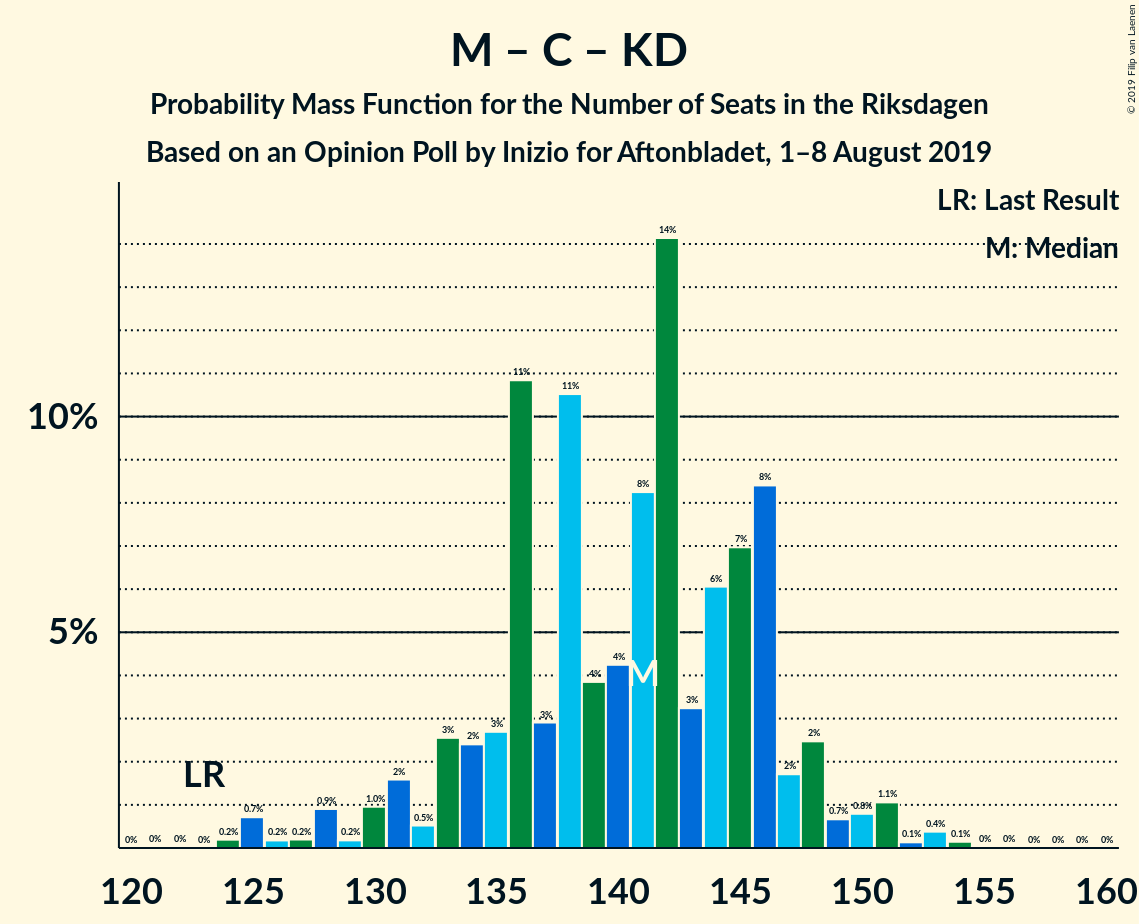 M – C – KD
Probability Mass Function for the Number of Seats in the Riksdagen
Based on an Opinion Poll by Inizio for Aftonbladet, 1–8 August 2019
© 2019 Filip van Laenen
LR: Last Result
M: Median
10%
5%
LR
M
0% 0% 0% 0% 0.2% 0.7% 0.2% 0.2% 0.9% 0.2% 1.0% 2% 0.5% 3% 2% 3% 11% 3% 11% 4% 4% 8% 14% 3% 6% 7% 8% 2% 2% 0.7% 0.8% 1.1% 0.1% 0.4% 0.1% 0% 0% 0% 0% 0% 0%
120 125 130 135 140 145 150 155 160